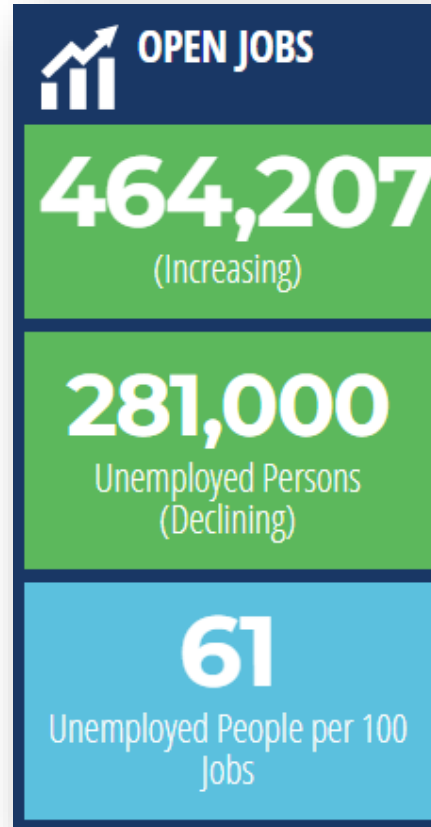 OPEN JOBS
464,207
(Increasing)
281,000
Unemployed Persons
(Declining)
61
Unemployed People per 100
Jobs